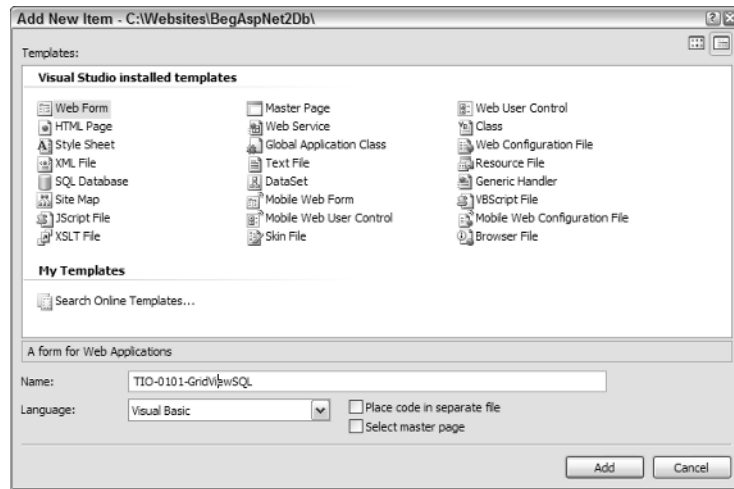 Add New Item - C:\Websites\BegAspNet2Db\
Templates:
Visual Studio installed templates
Web Form
Master Page
Web User Control
HTML Page
Web Service
Class
Style Sheet
Global Application Class
Web Configuration File
XML File
Text File
Resource File
SQL Database
DataSet
Generic Handler
Site Map
Mobile Web Form
VBScript File
JScript File
Mobile Web User Control
Mobile Web Configuration File
XSLT File
Skin File
Browser File
My Templates
Search Online Templates...
A form for Web Applications
Name:
TIO-0101-GridViewSQL
Language:
Visual Basic
Place code in separate file
Select master page
Add
Cancel